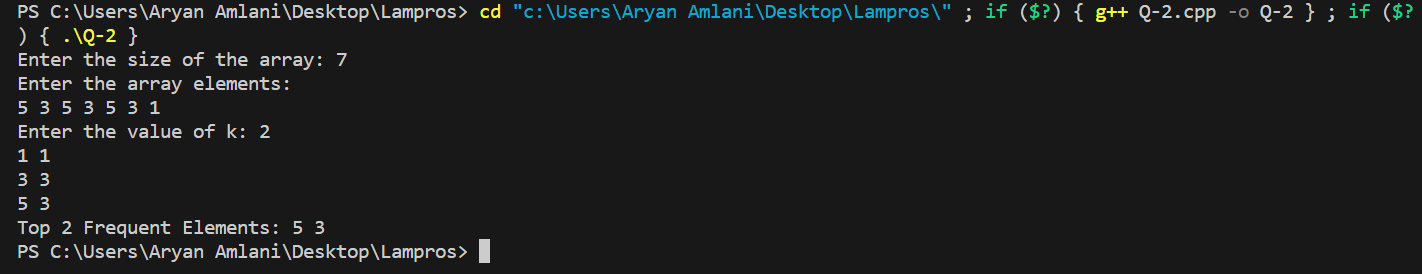 PS C:\Users\Aryan Amlani\Desktop\Lampros> cd "c:\Users\Aryan Amlani\Desktop\Lampros\" ; if ($?) { g++ Q-2.cpp -o Q-2 } ; if ($?
) { .\Q-2 }
Enter the size of the array: 7
Enter the array elements:
5 3 5 3 5 3 1
Enter the value of k: 2
1 1
3 3
5 3
Top 2 Frequent Elements: 5 3
PS C:\Users\Aryan Amlani\Desktop\Lampros>